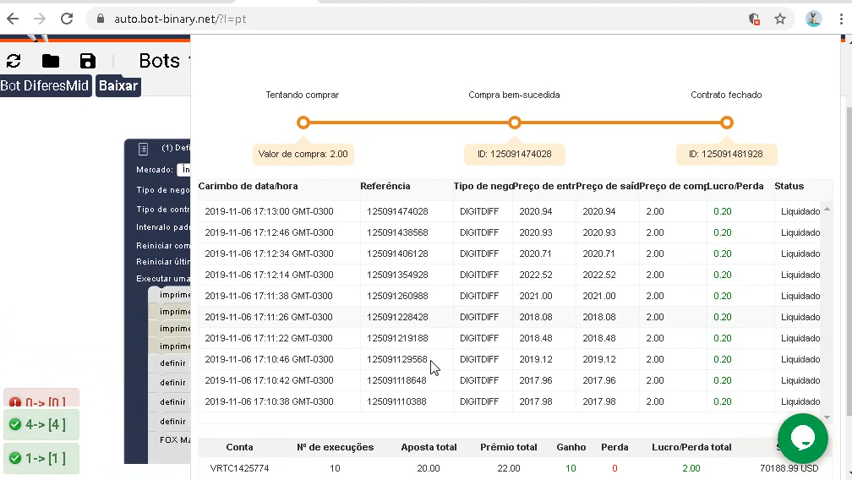 auto.bot-binary.net/?l=pt
Bots
Bot DiferesMid Baixar
(1) Defi
Mercado: Ín
Tipo de nego
Tipo de contr
Intervalo padr
Reiniciar com
Reiniciar últim
Executar uma
imprime
imprime
imprime
imprime
definir
definir
definir
definir
FOX Ma
0-> [0 ]
4-> [4 ]
1-> [1 ]
Tentando comprar Compra bem-sucedida Contrato fechado
Valor de compra: 2.00 ID: 125091474028 ID: 125091481928
Carimbo de data/hora Referência Tipo de nego Preço de entr Preço de saíd Preço de comp Lucro/Perda Status
2019-11-06 17:13:00 GMT-0300 125091474028 DIGITDIFF 2020.94 2020.94 2.00 0.20 Liquidado
2019-11-06 17:12:46 GMT-0300 125091438568 DIGITDIFF 2020.93 2020.93 2.00 0.20 Liquidado
2019-11-06 17:12:34 GMT-0300 125091406128 DIGITDIFF 2020.71 2020.71 2.00 0.20 Liquidado
2019-11-06 17:12:14 GMT-0300 125091354928 DIGITDIFF 2022.52 2022.52 2.00 0.20 Liquidado
2019-11-06 17:11:38 GMT-0300 125091260988 DIGITDIFF 2021.00 2021.00 2.00 0.20 Liquidado
2019-11-06 17:11:26 GMT-0300 125091228428 DIGITDIFF 2018.08 2018.08 2.00 0.20 Liquidado
2019-11-06 17:11:22 GMT-0300 125091219188 DIGITDIFF 2018.48 2018.48 2.00 0.20 Liquidado
2019-11-06 17:10:46 GMT-0300 125091129568 DIGITDIFF 2019.12 2019.12 2.00 0.20 Liquidado
2019-11-06 17:10:42 GMT-0300 125091118648 DIGITDIFF 2017.96 2017.96 2.00 0.20 Liquidado
2019-11-06 17:10:38 GMT-0300 125091110388 DIGITDIFF 2017.98 2017.98 2.00 0.20 Liquidado
Conta Nº de execuções Aposta total Prêmio total Ganho Perda Lucro/Perda total S
VRTC1425774 10 20.00 22.00 10 0 2.00 70188.99 USD